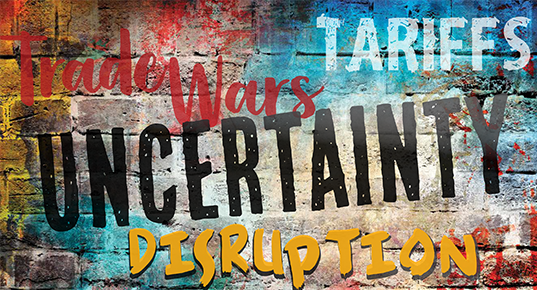 TARIFFS
Trade Wars
UNCERTAINTY
DISRUPTION